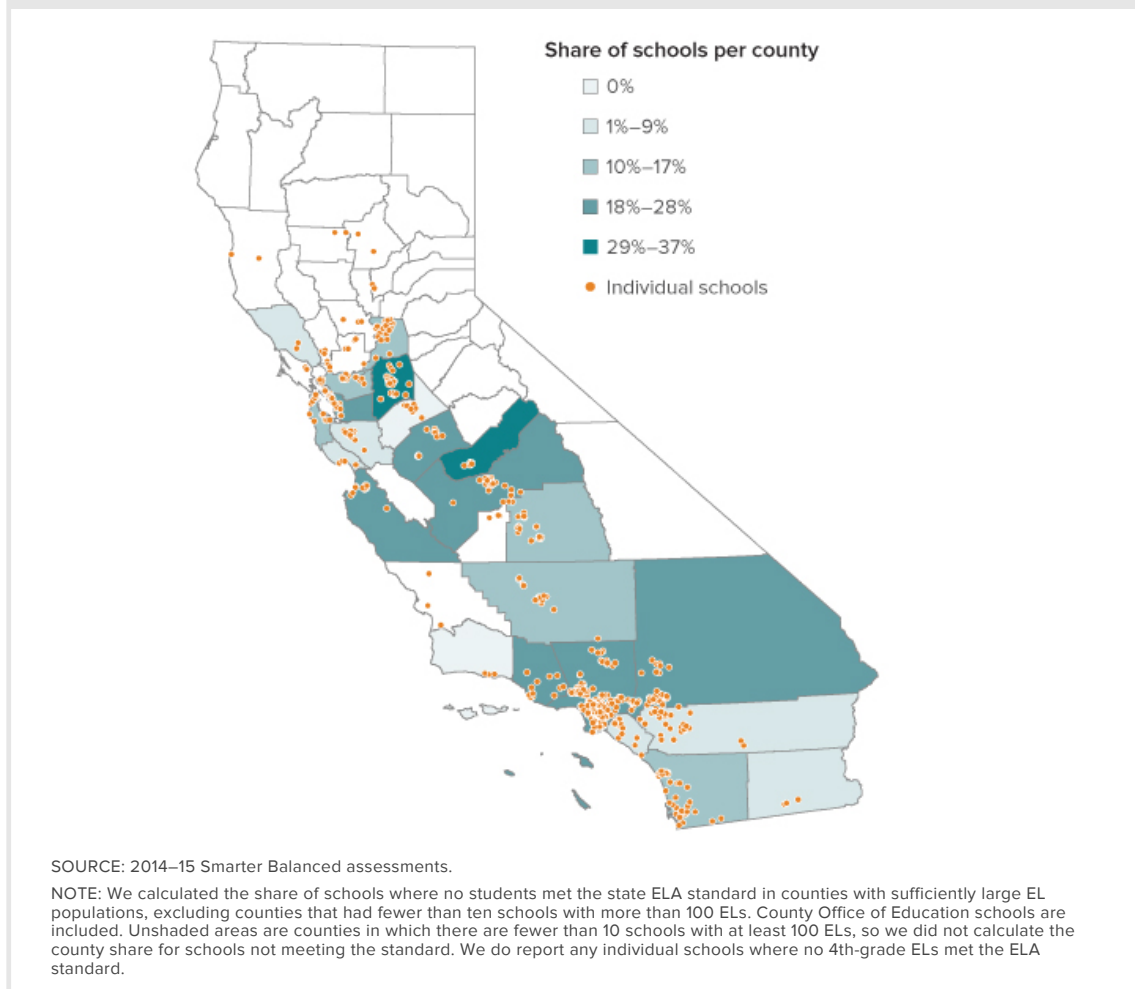 Share of schools per county
0%
1%–9%
10%–17%
18%–28%
29%–37%
Individual schools
SOURCE: 2014–15 Smarter Balanced assessments.
NOTE: We calculated the share of schools where no students met the state ELA standard in counties with sufficiently large EL
populations, excluding counties that had fewer than ten schools with more than 100 ELs. County Office of Education schools are
included. Unshaded areas are counties in which there are fewer than 10 schools with at least 100 ELs, so we did not calculate the
county share for schools not meeting the standard. We do report any individual schools where no 4th-grade ELs met the ELA
standard.